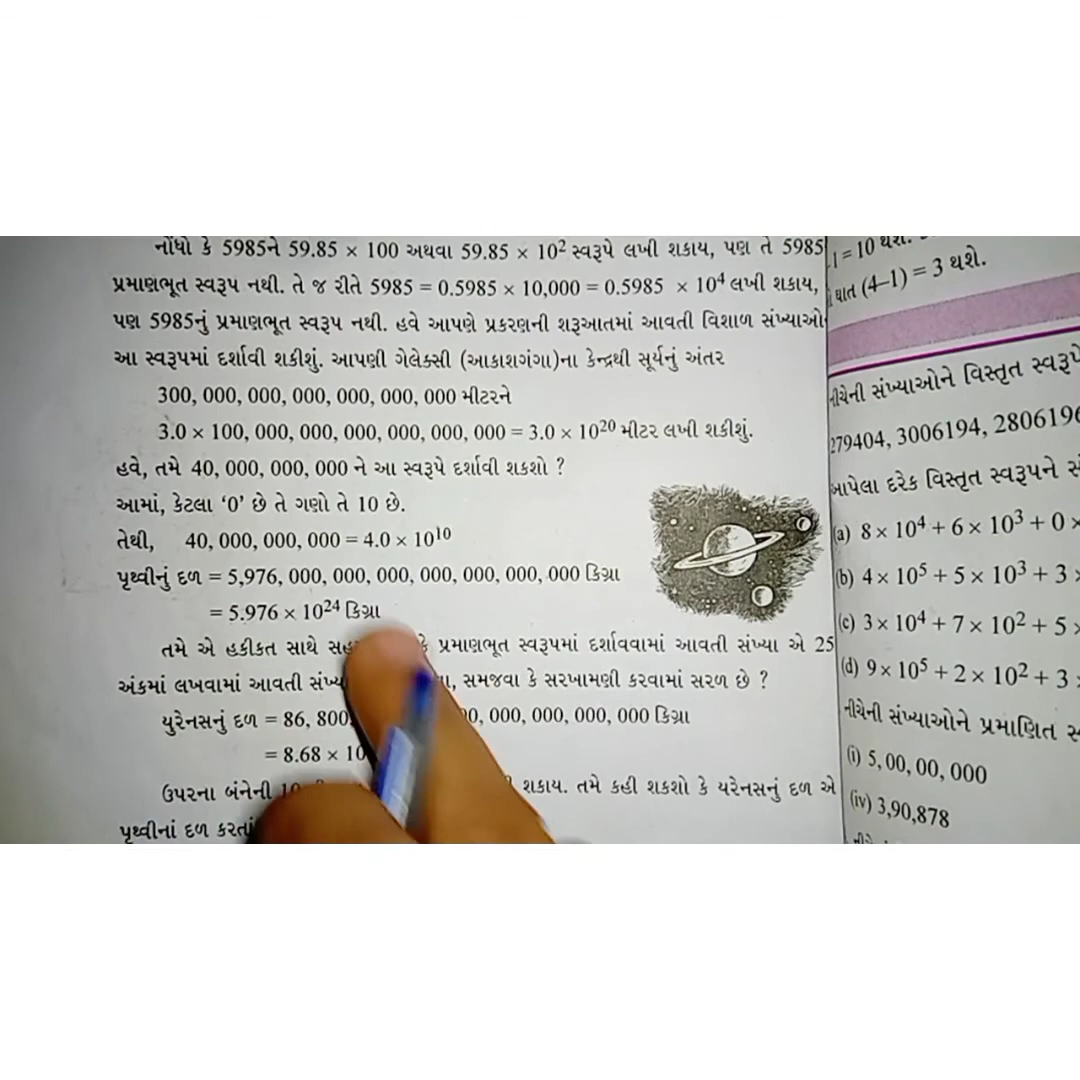 નોંધો કે 5985ને 59.85 × 100 અથવા 59.85 × 10² સ્વરૂપે લખી શકાય, પણ તે 5985
પ્રમાણભૂત સ્વરૂપ નથી. તે જ રીતે 5985 = 0.5985 × 10,000 = 0.5985 × 10⁴ લખી શકાય,
પણ 5985નું પ્રમાણભૂત સ્વરૂપ નથી. હવે આપણે પ્રકરણની શરૂઆતમાં આવતી વિશાળ સંખ્યાઓ
આ સ્વરૂપમાં દર્શાવી શકીશું. આપણી ગેલેક્સી (આકાશગંગા)ના કેન્દ્રથી સૂર્યનું અંતર
300, 000, 000, 000, 000, 000, 000 મીટરને
3.0 × 100, 000, 000, 000, 000, 000, 000 = 3.0 × 10²⁰ મીટર લખી શકીશું.
હવે, તમે 40, 000, 000, 000 ને આ સ્વરૂપે દર્શાવી શકશો ?
આમાં, કેટલા ‘0’ છે તે ગણો તે 10 છે.
તેથી, 40, 000, 000, 000 = 4.0 × 10¹⁰
પૃથ્વીનું દળ = 5,976, 000, 000, 000, 000, 000, 000, 000 કિગ્રા
= 5.976 × 10²⁴ કિગ્રા
તમે એ હકીકત સાથે કે પ્રમાણભૂત સ્વરૂપમાં દર્શાવવામાં આવતી સંખ્યા એ 25
અંકમાં લખવામાં આવતી સમજવા કે સરખામણી કરવામાં સરળ છે ?
યુરેનસનું દળ = 86, 800, 000, 000, 000 કિગ્રા
= 8.68 × 10
ઉપરના બંનેની શકાય. તમે કહી શકશો કે યરેનસનું દળ એ
પૃથ્વીનાં દળ કરતાં
1 = 10 થશે.
ઘાત (4–1) = 3 થશે.
નીચેની સંખ્યાઓને વિસ્તૃત સ્વરૂપે
279404, 3006194, 2806196
આપેલા દરેક વિસ્તૃત સ્વરૂપને
(a) 8 × 10⁴ + 6 × 10³ + 0 ×
(b) 4 × 10⁵ + 5 × 10³ + 3 ×
(c) 3 × 10⁴ + 7 × 10² + 5 ×
(d) 9 × 10⁵ + 2 × 10² + 3 ×
નીચેની સંખ્યાઓને પ્રમાણિત
(i) 5, 00, 00, 000
(iv) 3,90,878